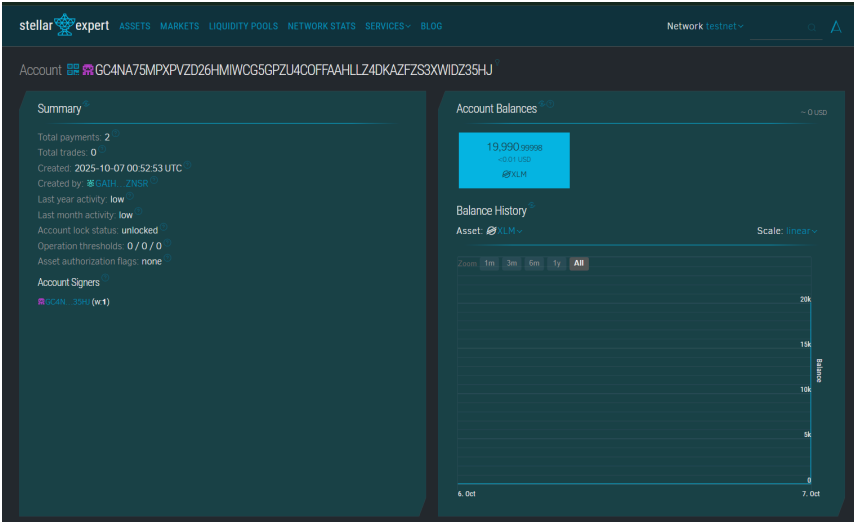 stellar expert ASSETS MARKETS LIQUIDITY POOLS NETWORK STATS SERVICES BLOG Network testnet
Account GC4NA75MPXPVZD26HMIWCG5GPZU4COFFAAHLLZ4DKAZFZS3XWIDZ35HJ
Summary
Total payments: 2
Total trades: 0
Created: 2025-10-07 00:52:53 UTC
Created by: GAIH…ZNSR
Last year activity: low
Last month activity: low
Account lock status: unlocked
Operation thresholds: 0 / 0 / 0
Asset authorization flags: none
Account Signers
GC4N…35HJ (w:1)
Account Balances
~ 0 USD
19,990.99998
<0.01 USD
XLM
Balance History
Asset: XLM Scale: linear
Zoom 1m 3m 6m 1y All
20k
15k
10k
5k
0
Balance
6. Oct 7. Oct